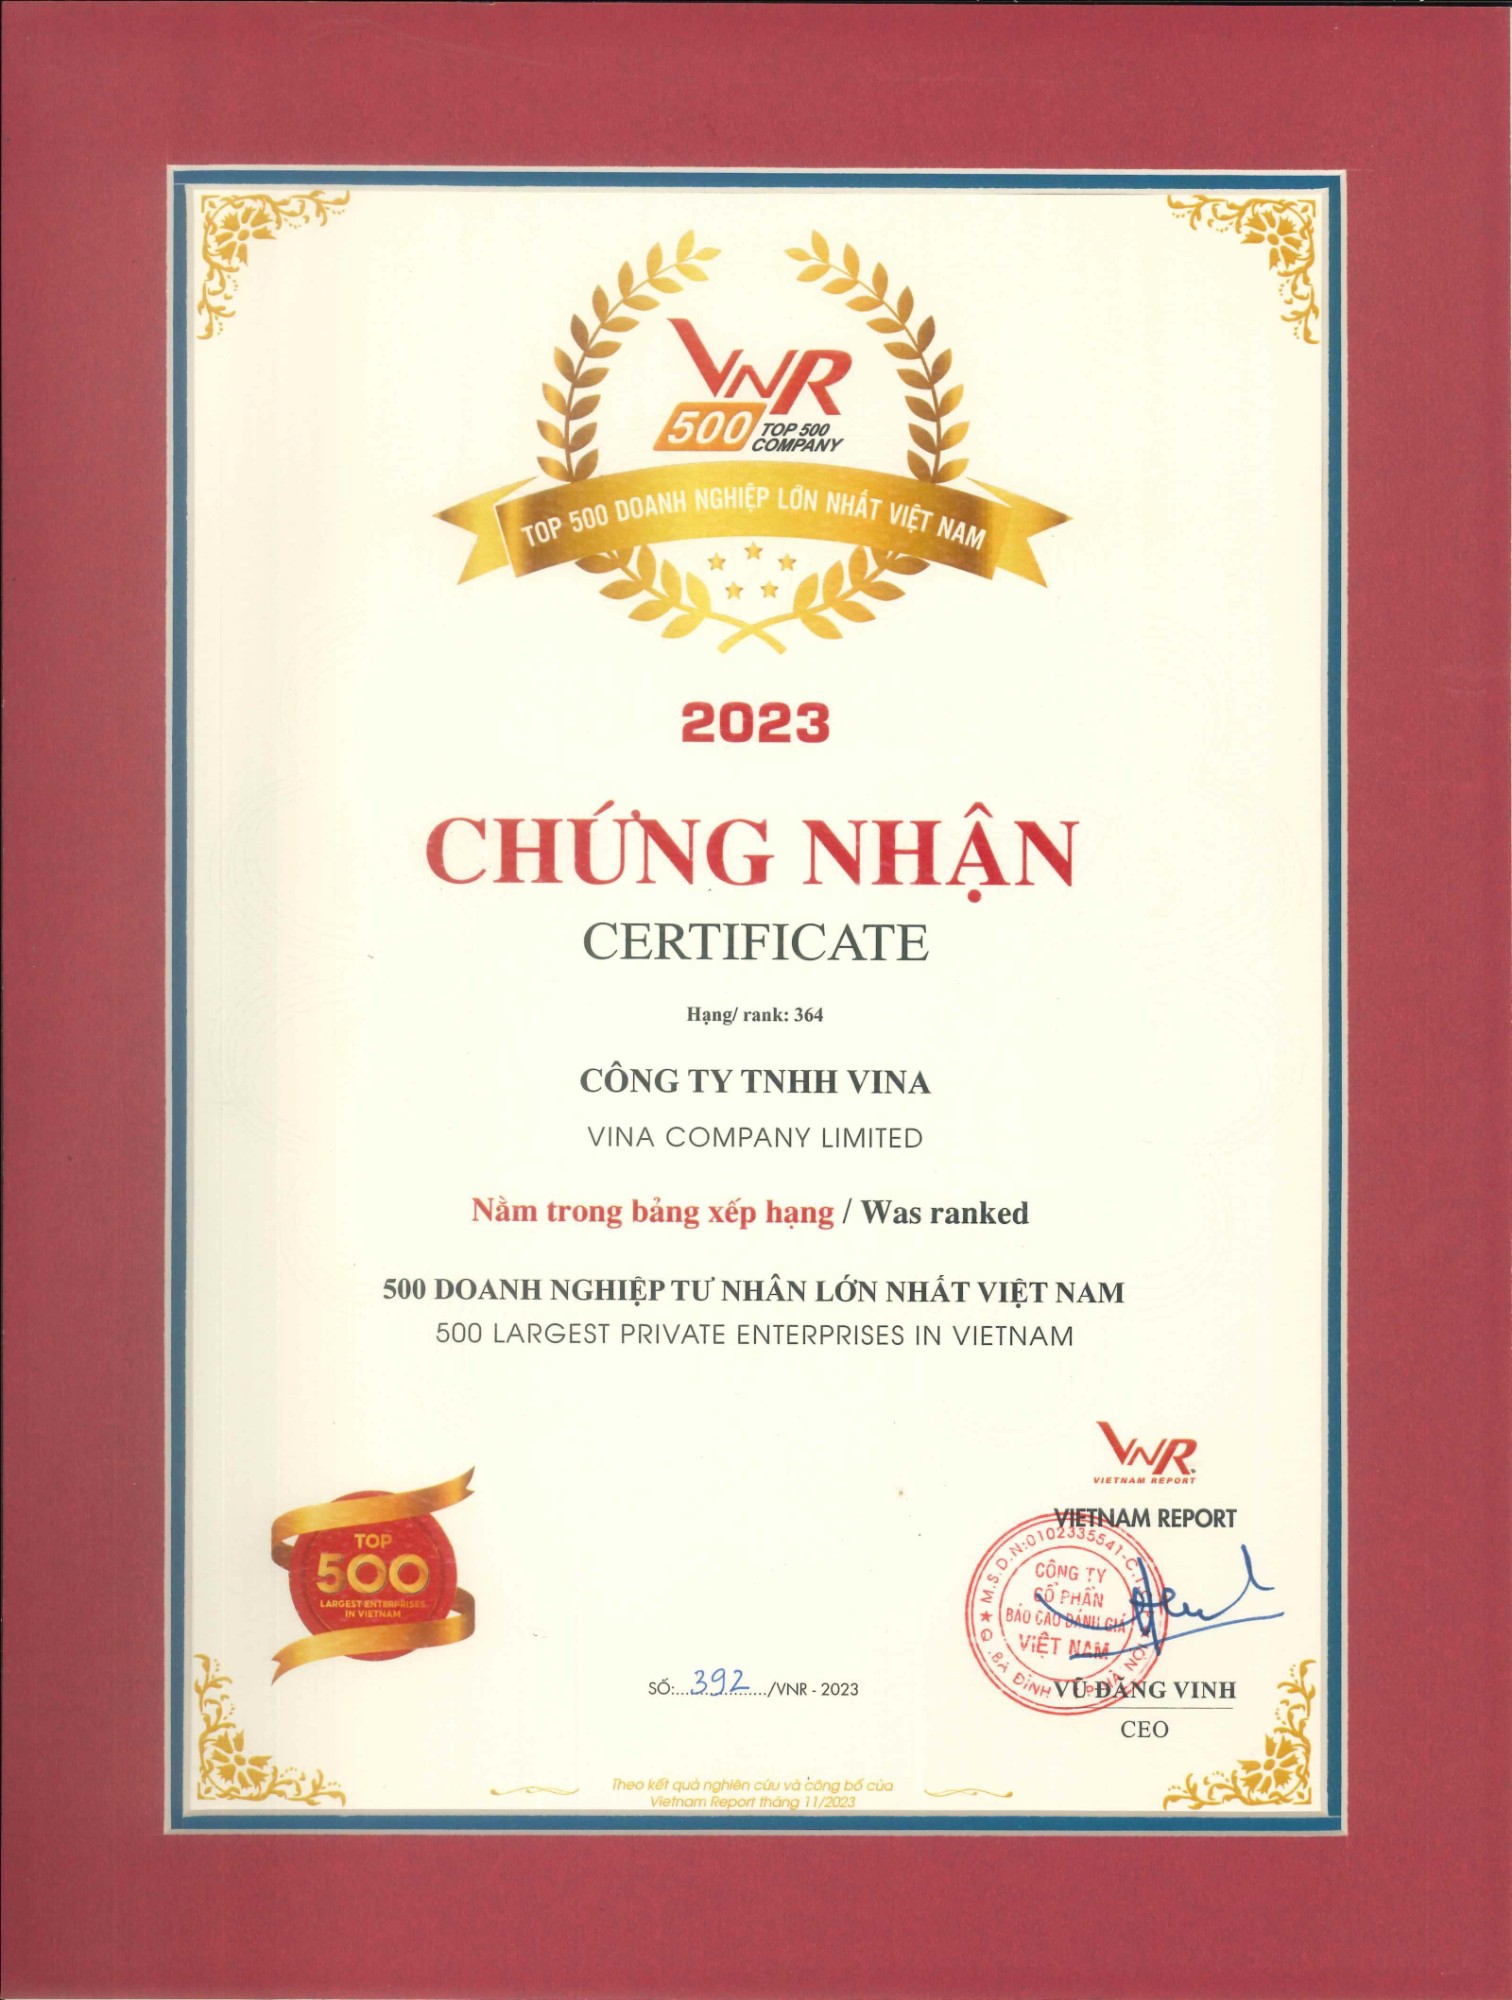 VNR
500 TOP 500
COMPANY
TOP 500 DOANH NGHIỆP LỚN NHẤT VIỆT NAM
2023
CHỨNG NHẬN
CERTIFICATE
Hạng/ rank: 364
CÔNG TY TNHH VINA
VINA COMPANY LIMITED
Nằm trong bảng xếp hạng / Was ranked
500 DOANH NGHIỆP TƯ NHÂN LỚN NHẤT VIỆT NAM
500 LARGEST PRIVATE ENTERPRISES IN VIETNAM
VNR
VIETNAM REPORT
VIETNAM REPORT
M.S.D.N:0102335541-C.T.
CÔNG TY
CỔ PHẦN
BÁO CÁO ĐÁNH GIÁ
VIỆT NAM
Q.BA ĐÌNH - TP HÀ NỘI
TOP
500
LARGEST ENTERPRISES
IN VIETNAM
SỐ:...392............/VNR - 2023
VŨ ĐĂNG VINH
CEO
Theo kết quả nghiên cứu và công bố của
Vietnam Report tháng 11/2023